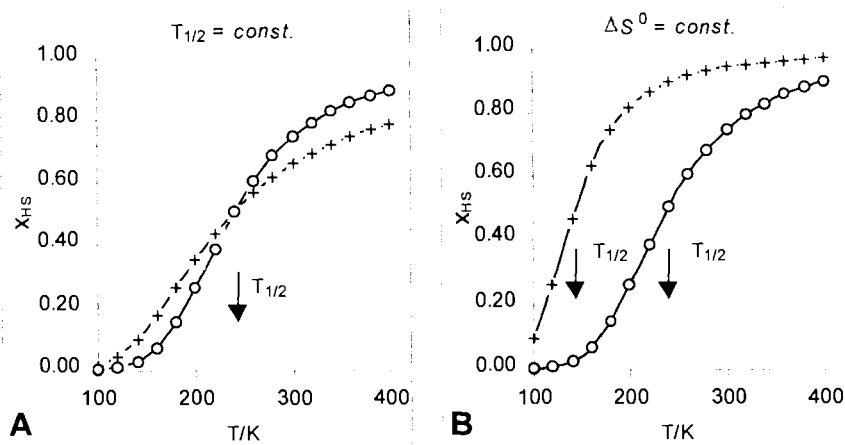 T1/2 = const.
1.00
0.80
0.60
0.40
0.20
0.00
XHS
T1/2
100 200 300 400
T/K
A
ΔS0 = const.
1.00
0.80
0.60
0.40
0.20
0.00
XHS
T1/2 T1/2
100 200 300 400
T/K
B